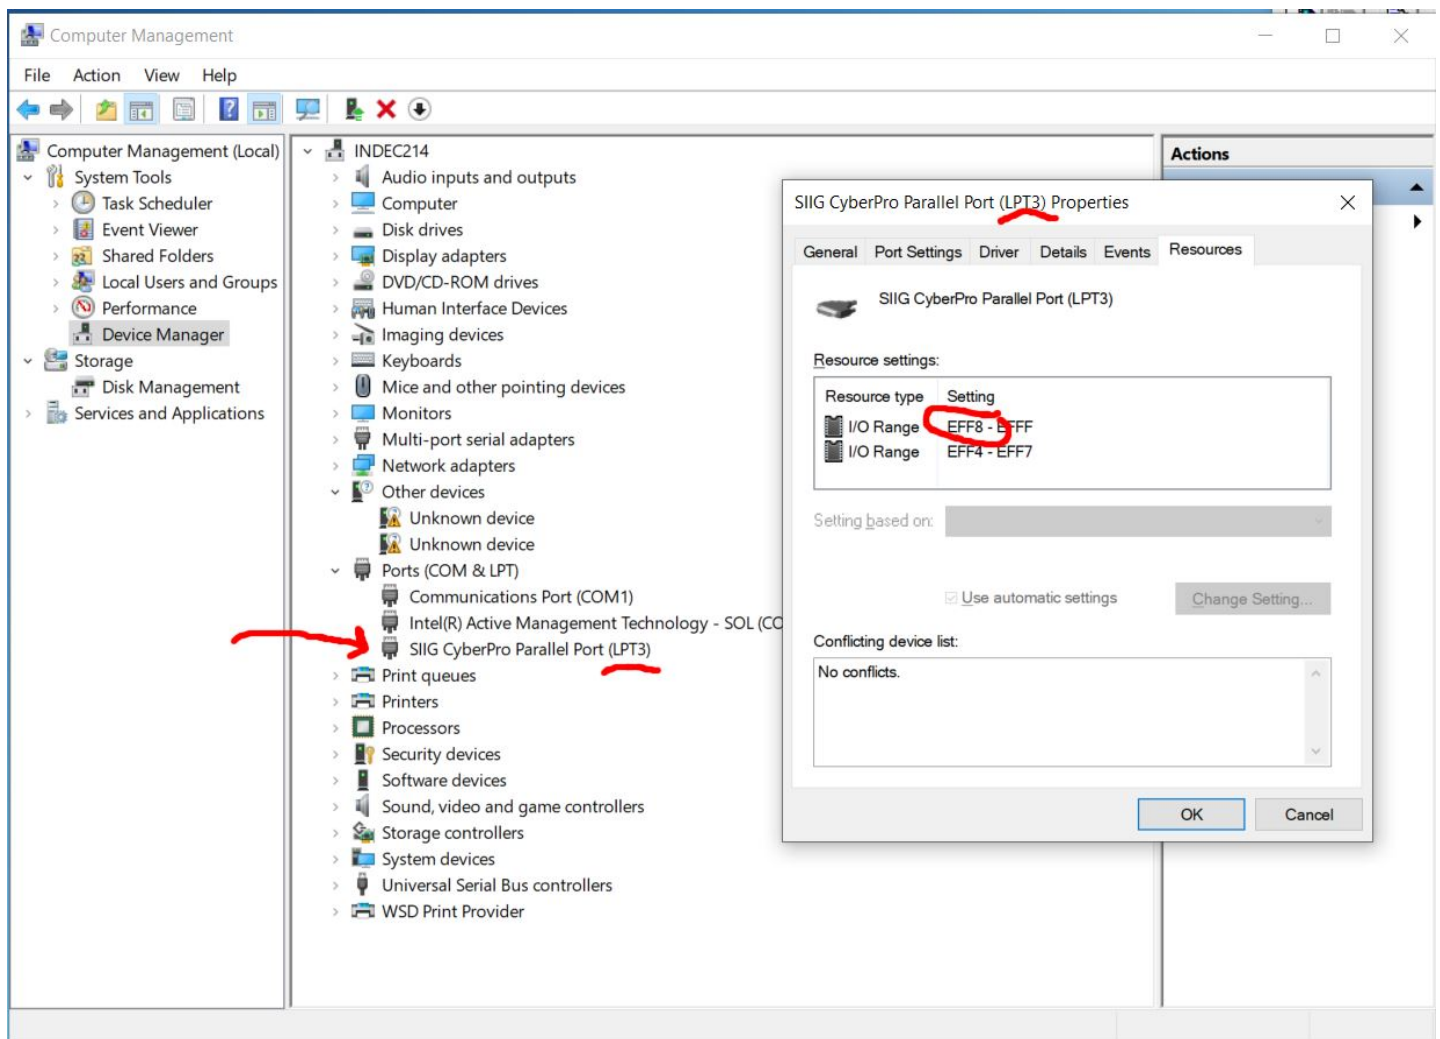 Computer Management
File Action View Help
Computer Management (Local)
System Tools
Task Scheduler
Event Viewer
Shared Folders
Local Users and Groups
Performance
Device Manager
Storage
Disk Management
Services and Applications
INDEC214
Audio inputs and outputs
Computer
Disk drives
Display adapters
DVD/CD-ROM drives
Human Interface Devices
Imaging devices
Keyboards
Mice and other pointing devices
Monitors
Multi-port serial adapters
Network adapters
Other devices
Unknown device
Unknown device
Ports (COM & LPT)
Communications Port (COM1)
Intel(R) Active Management Technology - SOL (CO
SIIG CyberPro Parallel Port (LPT3)
Print queues
Printers
Processors
Security devices
Software devices
Sound, video and game controllers
Storage controllers
System devices
Universal Serial Bus controllers
WSD Print Provider
Actions
SIIG CyberPro Parallel Port (LPT3) Properties
General Port Settings Driver Details Events Resources
SIIG CyberPro Parallel Port (LPT3)
Resource settings:
Resource type Setting
I/O Range EFF8 - EFFF
I/O Range EFF4 - EFF7
Setting based on:
Use automatic settings Change Setting...
Conflicting device list:
No conflicts.
OK Cancel